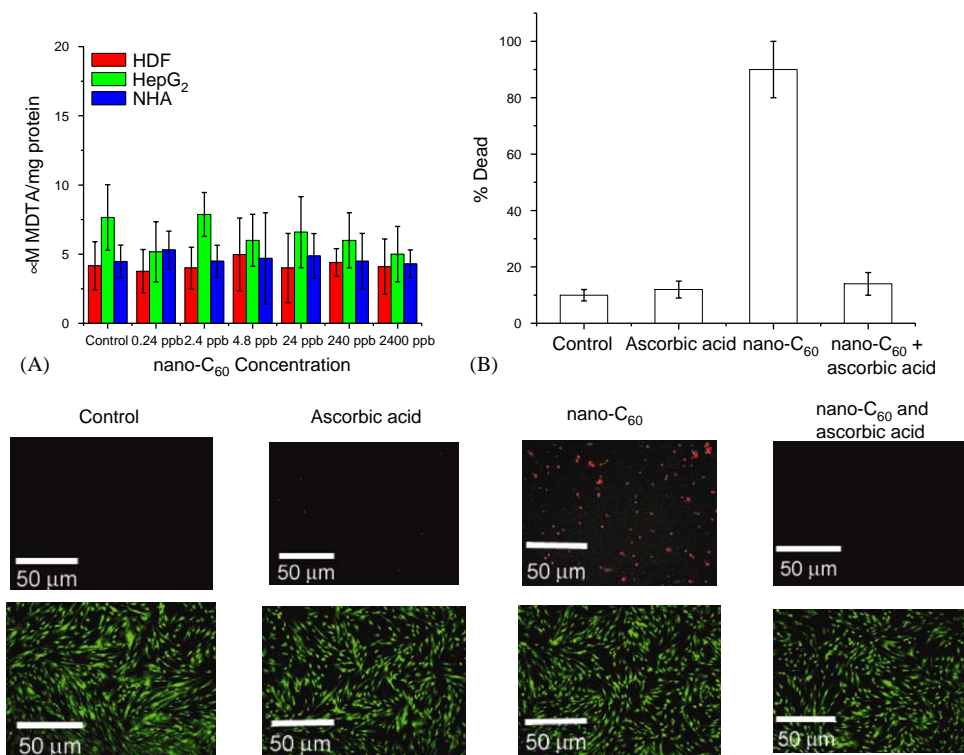 20
15
10
5
0
∝M MDTA/mg protein
HDF
HepG₂
NHA
Control 0.24 ppb 2.4 ppb 4.8 ppb 24 ppb 240 ppb 2400 ppb
(A)
nano-C₆₀ Concentration
100
80
60
40
20
0
% Dead
Control
Ascorbic acid
nano-C₆₀
nano-C₆₀ +
ascorbic acid
(B)
Control
Ascorbic acid
nano-C₆₀
nano-C₆₀ and
ascorbic acid
50 μm
50 μm
50 μm
50 μm
50 μm
50 μm
50 μm
50 μm